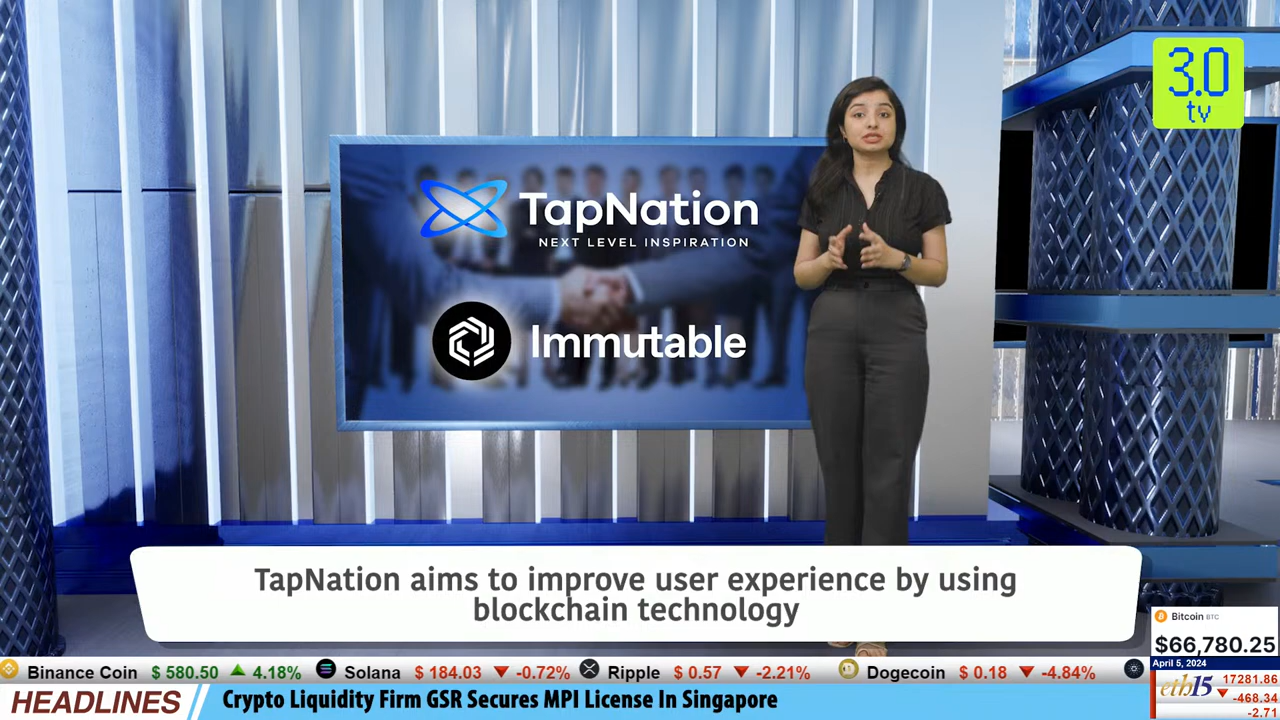 3.0
tv
TapNation
NEXT LEVEL INSPIRATION
Immutable
TapNation aims to improve user experience by using
blockchain technology
Bitcoin BTC
$66,780.25
April 5, 2024
Binance Coin $ 580.50 4.18% Solana $ 184.03 -0.72% Ripple $ 0.57 -2.21% Dogecoin $ 0.18 -4.84%
eth15 17281.86
-468.34
-2.71
HEADLINES Crypto Liquidity Firm GSR Secures MPI License In Singapore